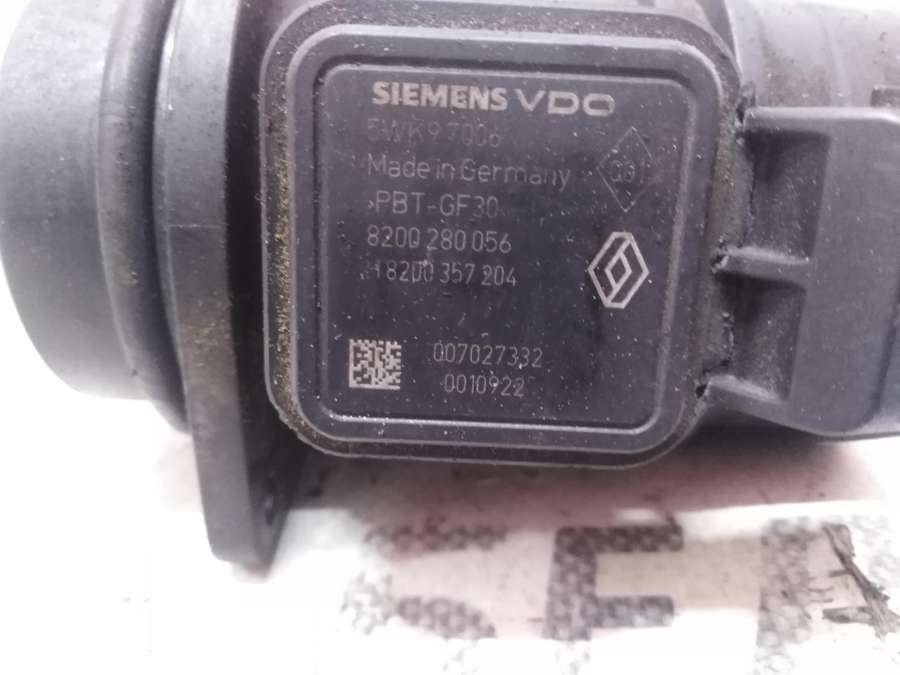 SIEMENS VDO
5WK9 7006
Made in Germany
>PBT-GF30
8200 280 056
H 8200 357 204
007027332
0010922